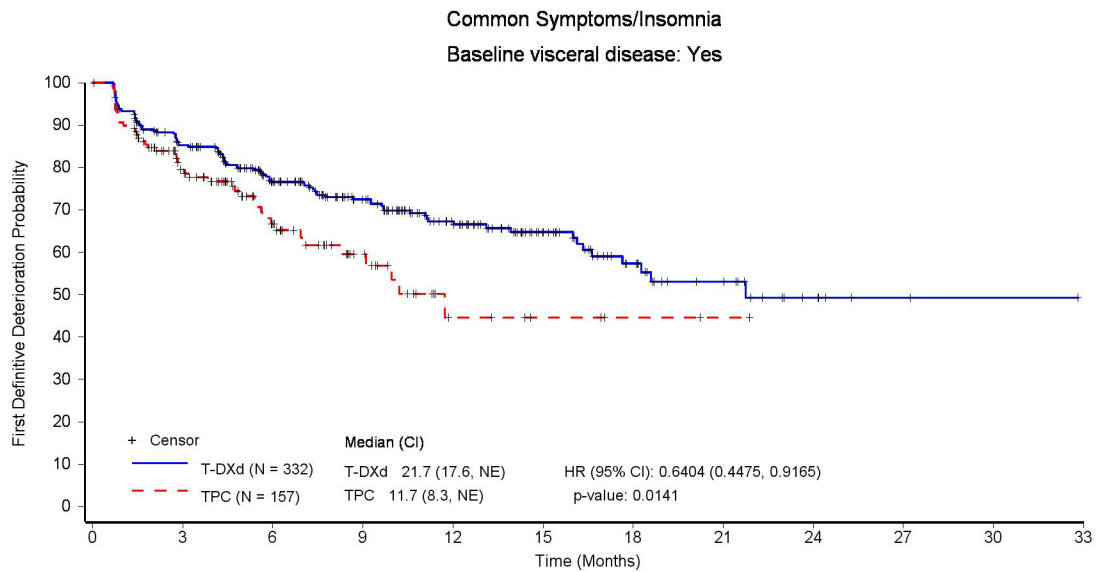 Common Symptoms/Insomnia
Baseline visceral disease: Yes
First Definitive Deterioration Probability
100
90
80
70
60
50
40
30
20
10
0
+ Censor
Median (CI)
T-DXd (N = 332)
T-DXd 21.7 (17.6, NE)
HR (95% CI): 0.6404 (0.4475, 0.9165)
TPC (N = 157)
TPC 11.7 (8.3, NE)
p-value: 0.0141
0 3 6 9 12 15 18 21 24 27 30 33
Time (Months)